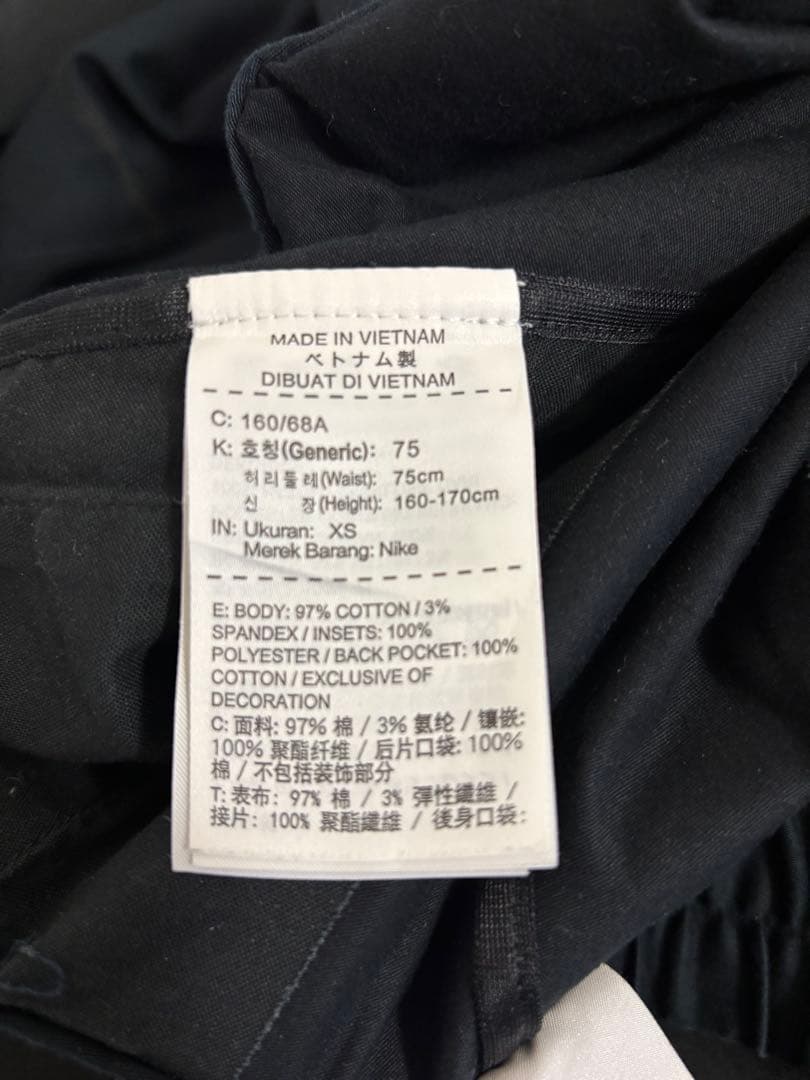 MADE IN VIETNAM
ベトナム製
DIBUAT DI VIETNAM
C: 160/68A
K: 호칭(Generic): 75
허리둘레(Waist): 75cm
신 장(Height): 160-170cm
IN: Ukuran: XS
Merek Barang: Nike
E: BODY: 97% COTTON / 3%
SPANDEX / INSETS: 100%
POLYESTER / BACK POCKET: 100%
COTTON / EXCLUSIVE OF
DECORATION
C: 面料: 97% 棉 / 3% 氨纶 / 镶嵌:
100% 聚酯纤维 / 后片口袋: 100%
棉 / 不包括装饰部分
T: 表布: 97% 棉 / 3% 彈性纖維 /
接片: 100% 聚酯纖維 / 後身口袋: